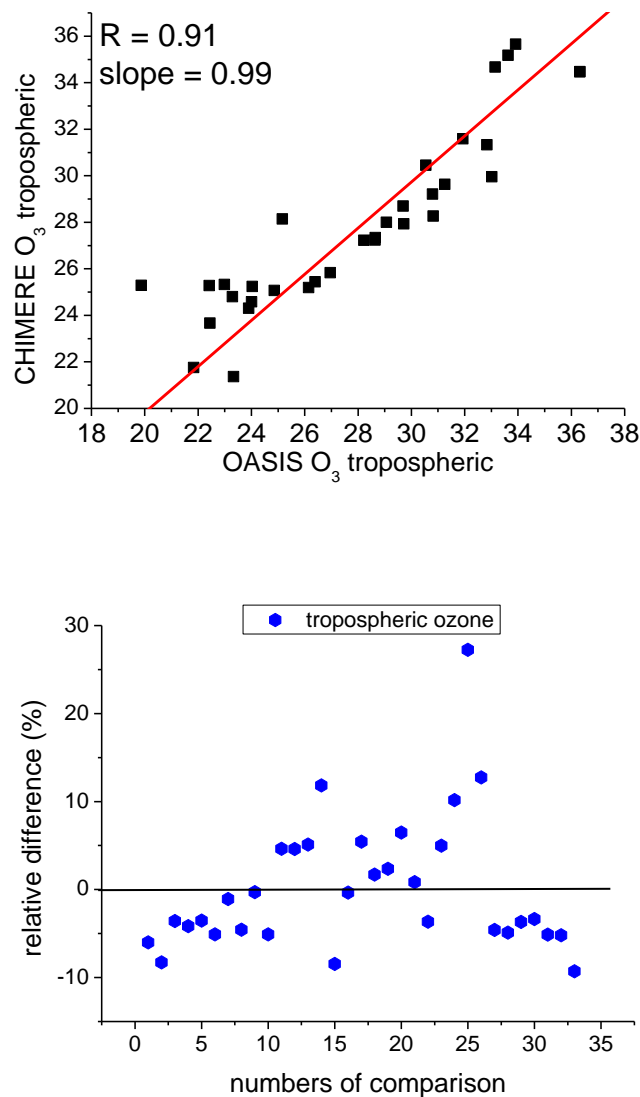 R = 0.91
slope = 0.99
CHIMERE O₃ tropospheric
36
34
32
30
28
26
24
22
20
18 20 22 24 26 28 30 32 34 36 38
OASIS O₃ tropospheric
tropospheric ozone
relative difference (%)
30
20
10
0
-10
0 5 10 15 20 25 30 35
numbers of comparison